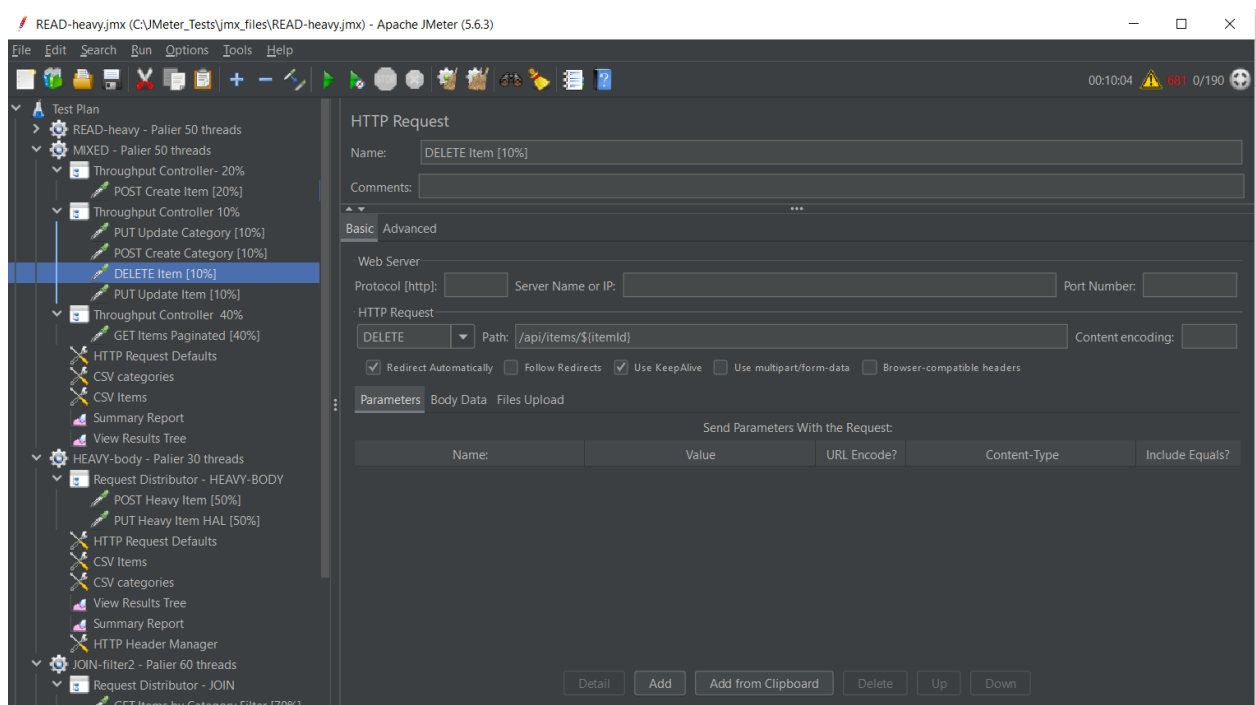 READ-heavy.jmx (C:\JMeter_Tests\jmx_files\READ-heavy.jmx) - Apache JMeter (5.6.3)
File Edit Search Run Options Tools Help
00:10:04 681 0/190
Test Plan
READ-heavy - Palier 50 threads
MIXED - Palier 50 threads
Throughput Controller- 20%
POST Create Item [20%]
Throughput Controller 10%
PUT Update Category [10%]
POST Create Category [10%]
DELETE Item [10%]
PUT Update Item [10%]
Throughput Controller 40%
GET Items Paginated [40%]
HTTP Request Defaults
CSV categories
CSV Items
Summary Report
View Results Tree
HEAVY-body - Palier 30 threads
Request Distributor - HEAVY-BODY
POST Heavy Item [50%]
PUT Heavy Item HAL [50%]
HTTP Request Defaults
CSV Items
CSV categories
View Results Tree
Summary Report
HTTP Header Manager
JOIN-filter2 - Palier 60 threads
Request Distributor - JOIN
GET Items by Category Filter [70%]
HTTP Request
Name: DELETE Item [10%]
Comments:
Basic Advanced
Web Server
Protocol [http]: Server Name or IP: Port Number:
HTTP Request
DELETE Path: /api/items/${itemId} Content encoding:
Redirect Automatically Follow Redirects Use KeepAlive Use multipart/form-data Browser-compatible headers
Parameters Body Data Files Upload
Send Parameters With the Request:
Name: Value URL Encode? Content-Type Include Equals?
Detail Add Add from Clipboard Delete Up Down